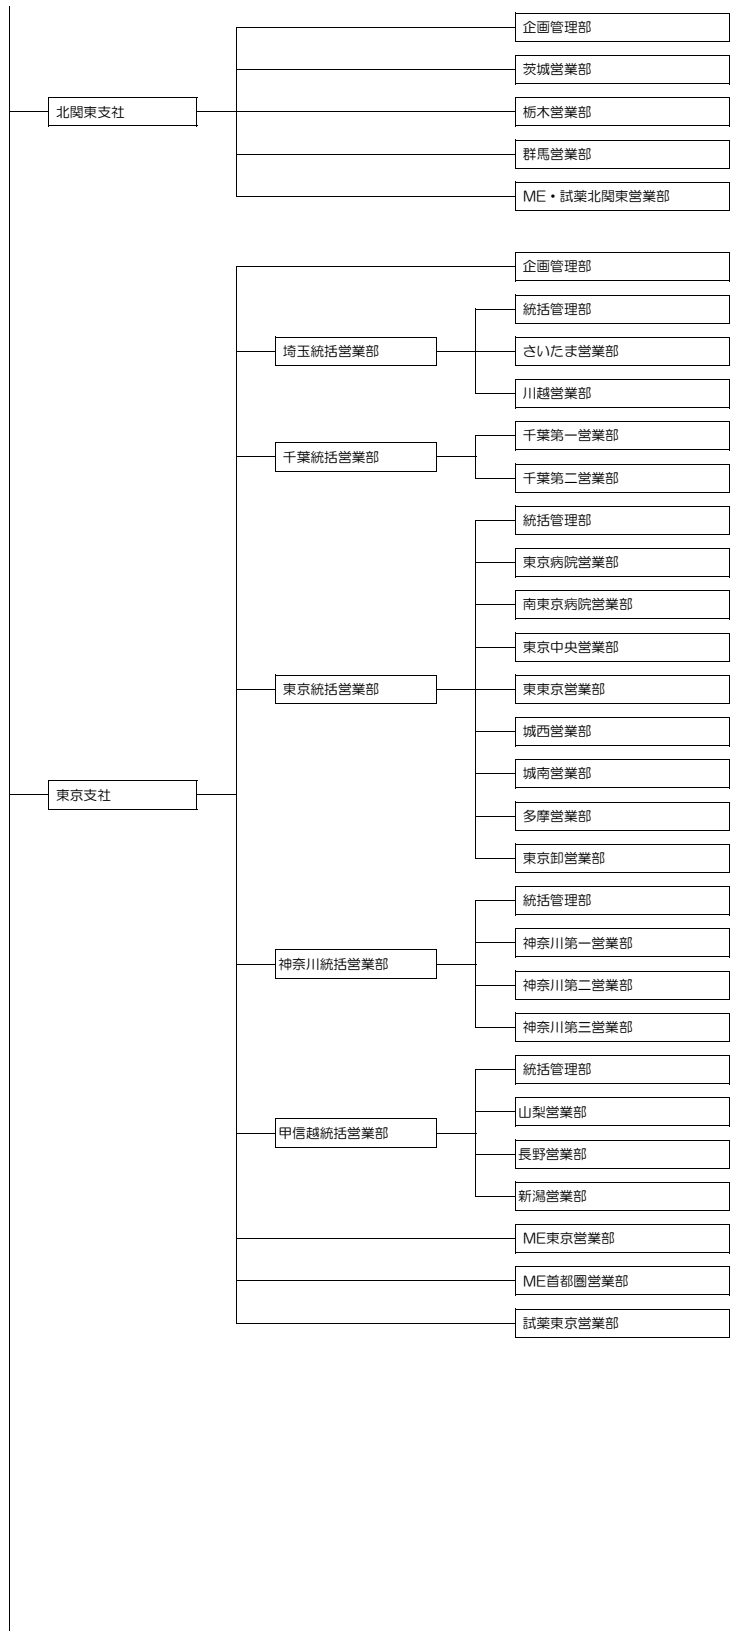 北関東支社
企画管理部
茨城営業部
栃木営業部
群馬営業部
ME・試薬北関東営業部
東京支社
企画管理部
埼玉統括営業部
統括管理部
さいたま営業部
川越営業部
千葉統括営業部
千葉第一営業部
千葉第二営業部
東京統括営業部
統括管理部
東京病院営業部
南東京病院営業部
東京中央営業部
東東京営業部
城西営業部
城南営業部
多摩営業部
東京卸営業部
神奈川統括営業部
統括管理部
神奈川第一営業部
神奈川第二営業部
神奈川第三営業部
甲信越統括営業部
統括管理部
山梨営業部
長野営業部
新潟営業部
ME東京営業部
ME首都圏営業部
試薬東京営業部